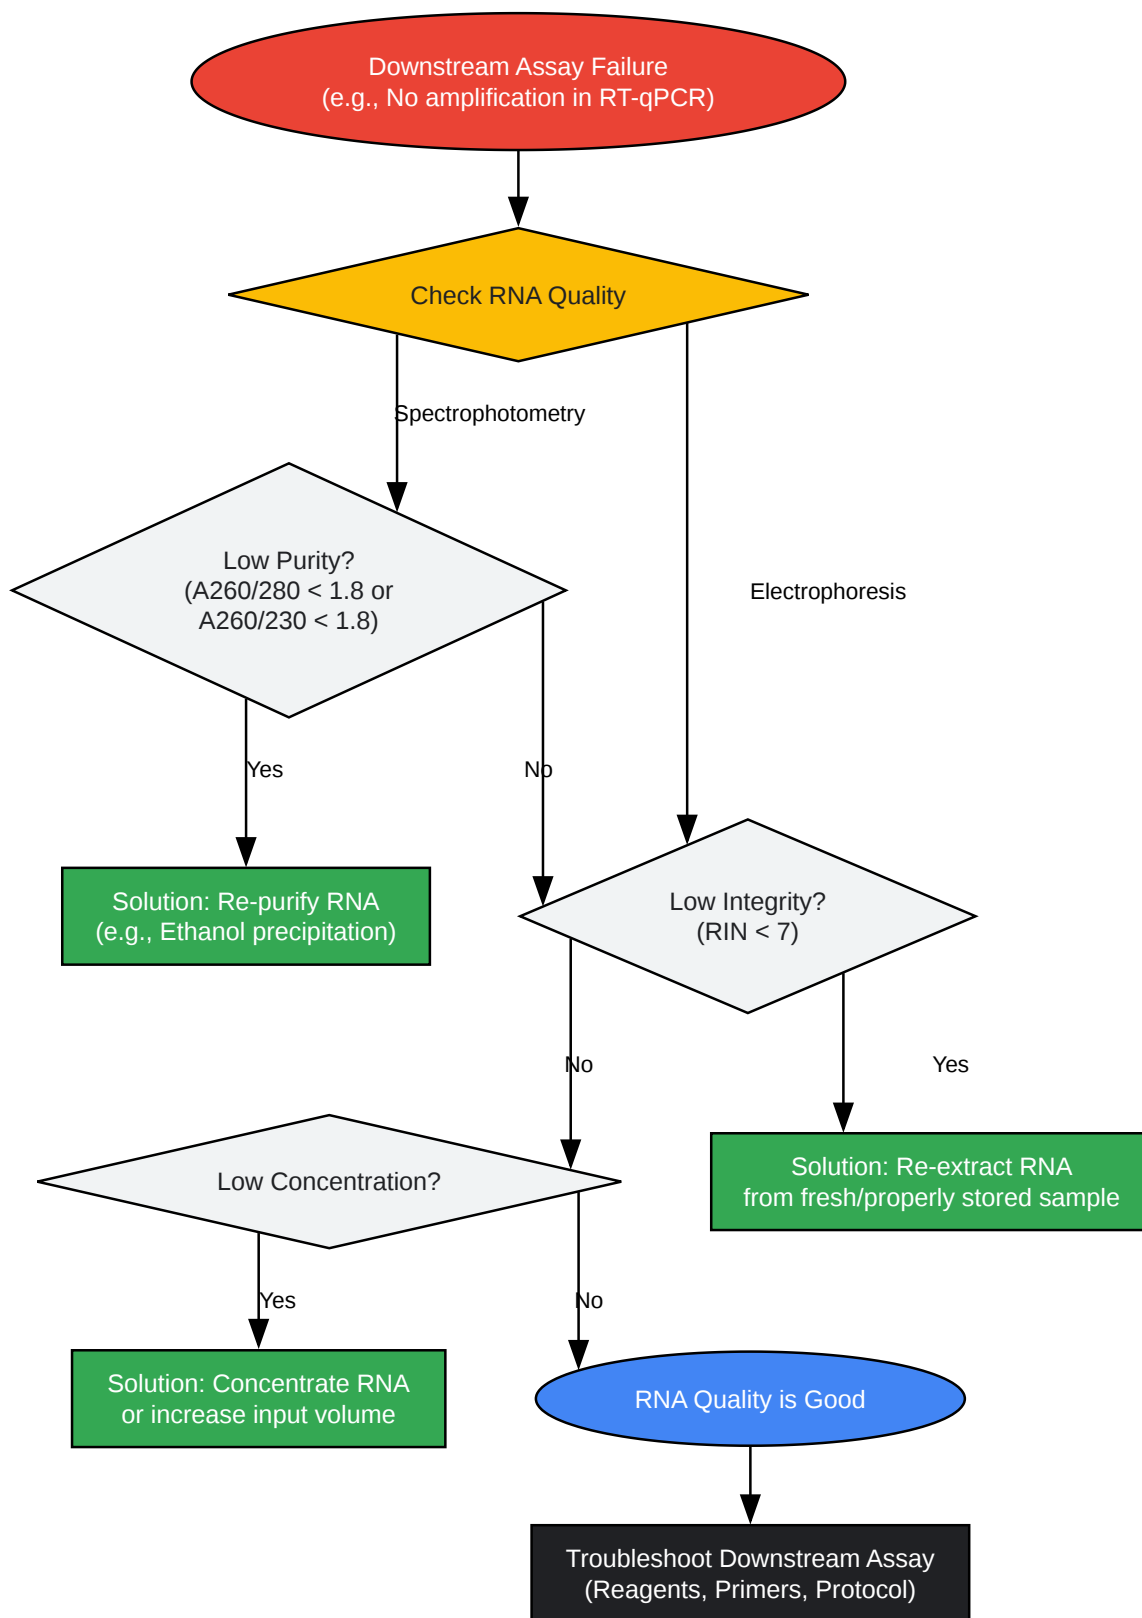 Downstream Assay Failure
(e.g., No amplification in RT-qPCR)
Check RNA Quality
Spectrophotometry
Low Purity?
(A260/280 < 1.8 or
A260/230 < 1.8)
Electrophoresis
Yes
No
Solution: Re-purify RNA
(e.g., Ethanol precipitation)
Low Integrity?
(RIN < 7)
No
Yes
Low Concentration?
Solution: Re-extract RNA
from fresh/properly stored sample
Yes
No
Solution: Concentrate RNA
or increase input volume
RNA Quality is Good
Troubleshoot Downstream Assay
(Reagents, Primers, Protocol)